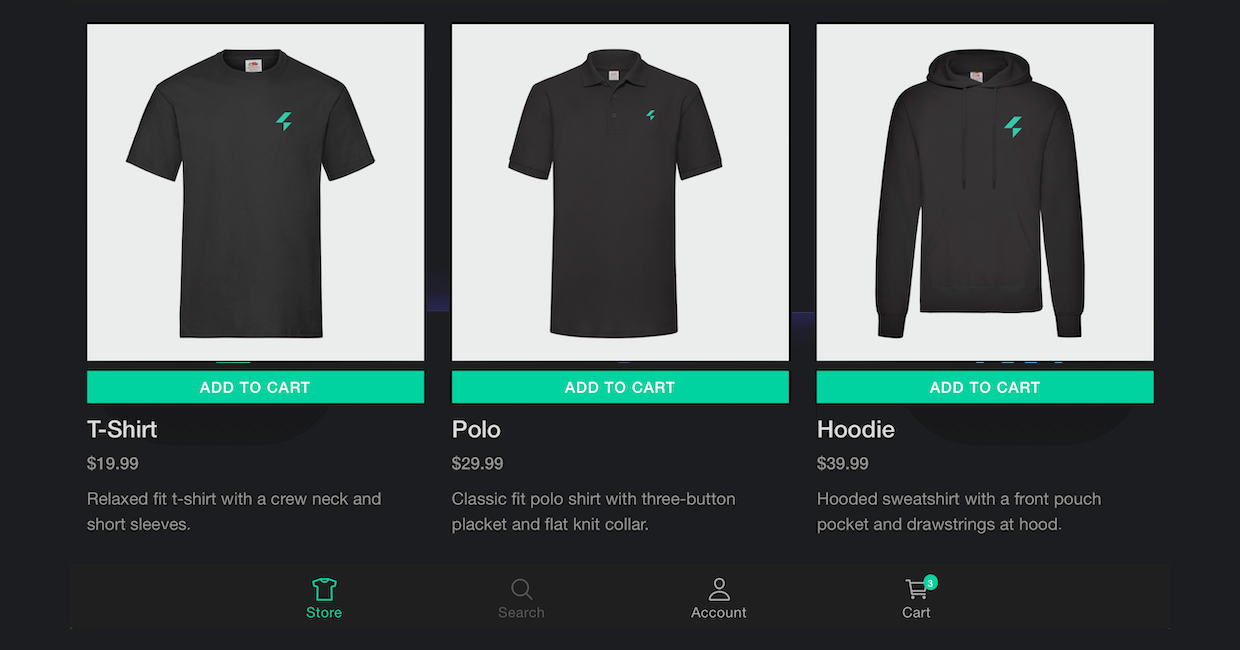 ADD TO CART
ADD TO CART
ADD TO CART
T-Shirt
$19.99
Relaxed fit t-shirt with a crew neck and
short sleeves.
Polo
$29.99
Classic fit polo shirt with three-button
placket and flat knit collar.
Hoodie
$39.99
Hooded sweatshirt with a front pouch
pocket and drawstrings at hood.
Store
Search
Account
3
Cart